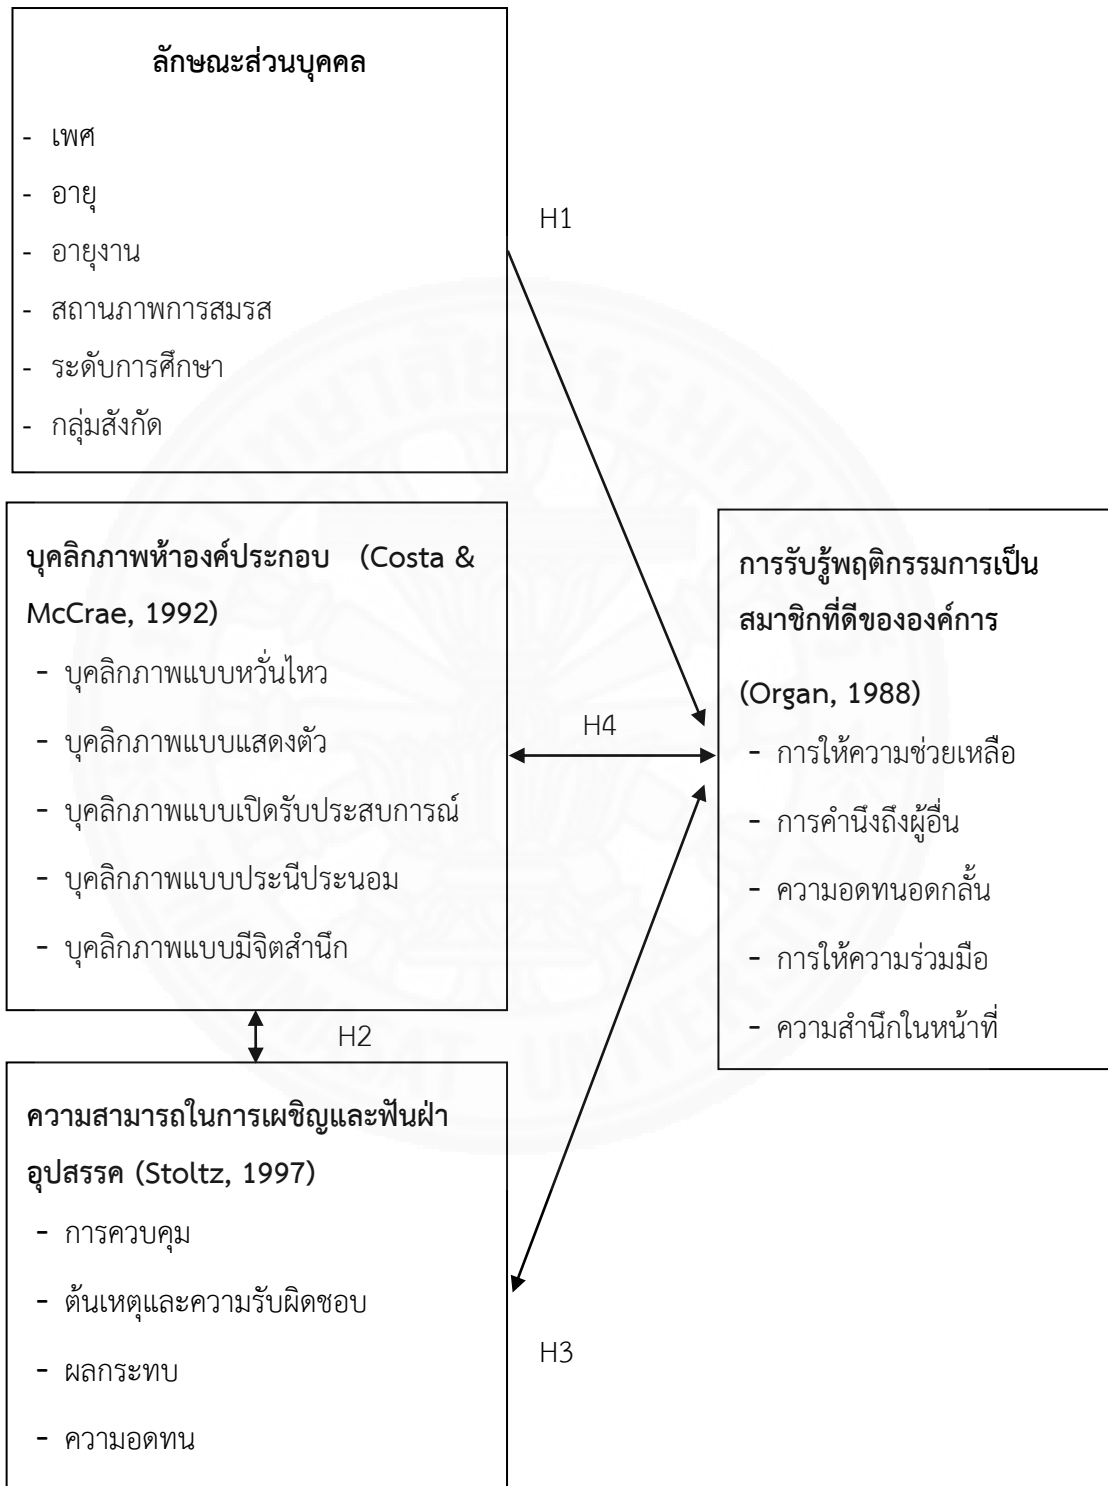 ลักษณะส่วนบุคคล
- เพศ
- อายุ
- อายุงาน
- สถานภาพการสมรส
- ระดับการศึกษา
- กลุ่มสังกัด
H1
บุคลิกภาพห้าองค์ประกอบ (Costa &
McCrae, 1992)
- บุคลิกภาพแบบหวั่นไหว
- บุคลิกภาพแบบแสดงตัว
- บุคลิกภาพแบบเปิดรับประสบการณ์
- บุคลิกภาพแบบประนีประนอม
- บุคลิกภาพแบบมีจิตสำนึก
H4
การรับรู้พฤติกรรมการเป็น
สมาชิกที่ดีขององค์การ
(Organ, 1988)
- การให้ความช่วยเหลือ
- การคำนึงถึงผู้อื่น
- ความอดทนอดกลั้น
- การให้ความร่วมมือ
- ความสำนึกในหน้าที่
H2
ความสามารถในการเผชิญและฟันฝ่า
อุปสรรค (Stoltz, 1997)
- การควบคุม
- ต้นเหตุและความรับผิดชอบ
- ผลกระทบ
- ความอดทน
H3